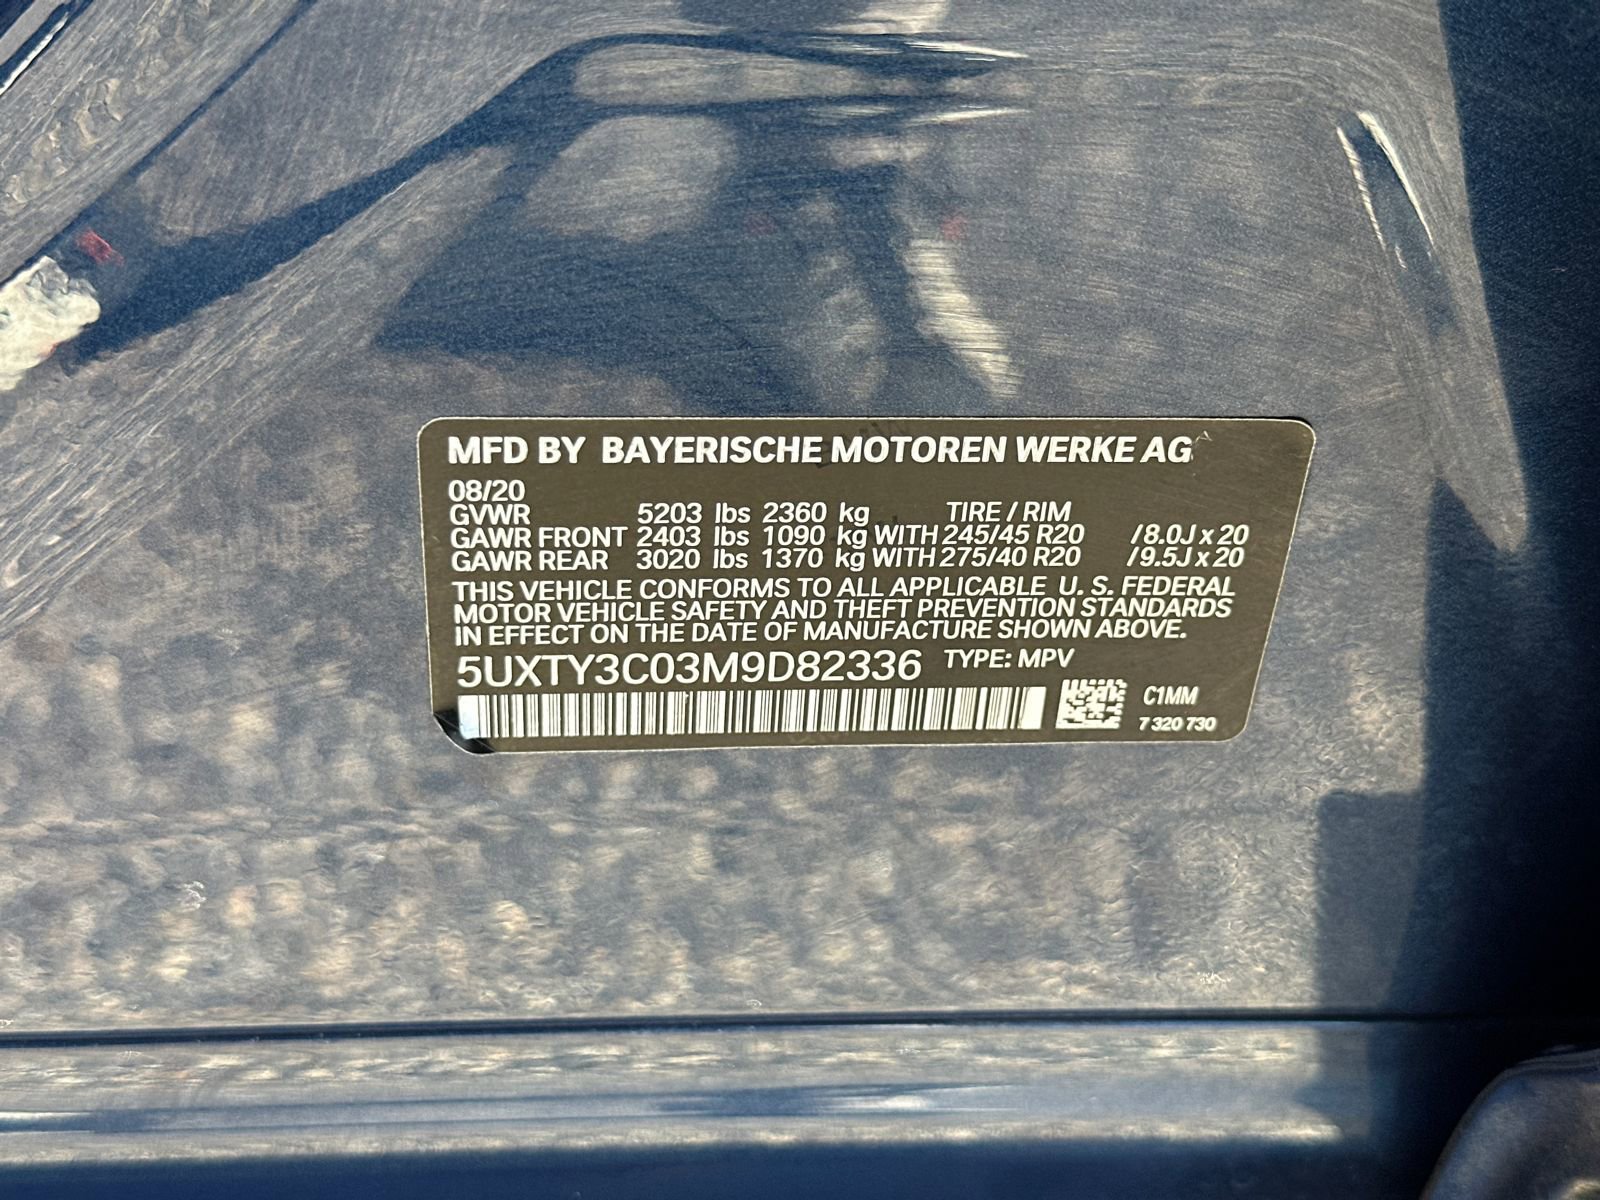 MFD BY BAYERISCHE MOTOREN WERKE AG
08/20
GVWR 5203 lbs 2360 kg TIRE / RIM
GAWR FRONT 2403 lbs 1090 kg WITH 245/45 R20 / 8.0J x 20
GAWR REAR 3020 lbs 1370 kg WITH 275/40 R20 / 9.5J x 20
THIS VEHICLE CONFORMS TO ALL APPLICABLE U. S. FEDERAL
MOTOR VEHICLE SAFETY AND THEFT PREVENTION STANDARDS
IN EFFECT ON THE DATE OF MANUFACTURE SHOWN ABOVE.
5UXTY3C03M9D82336 TYPE: MPV
C1MM
7 320 730